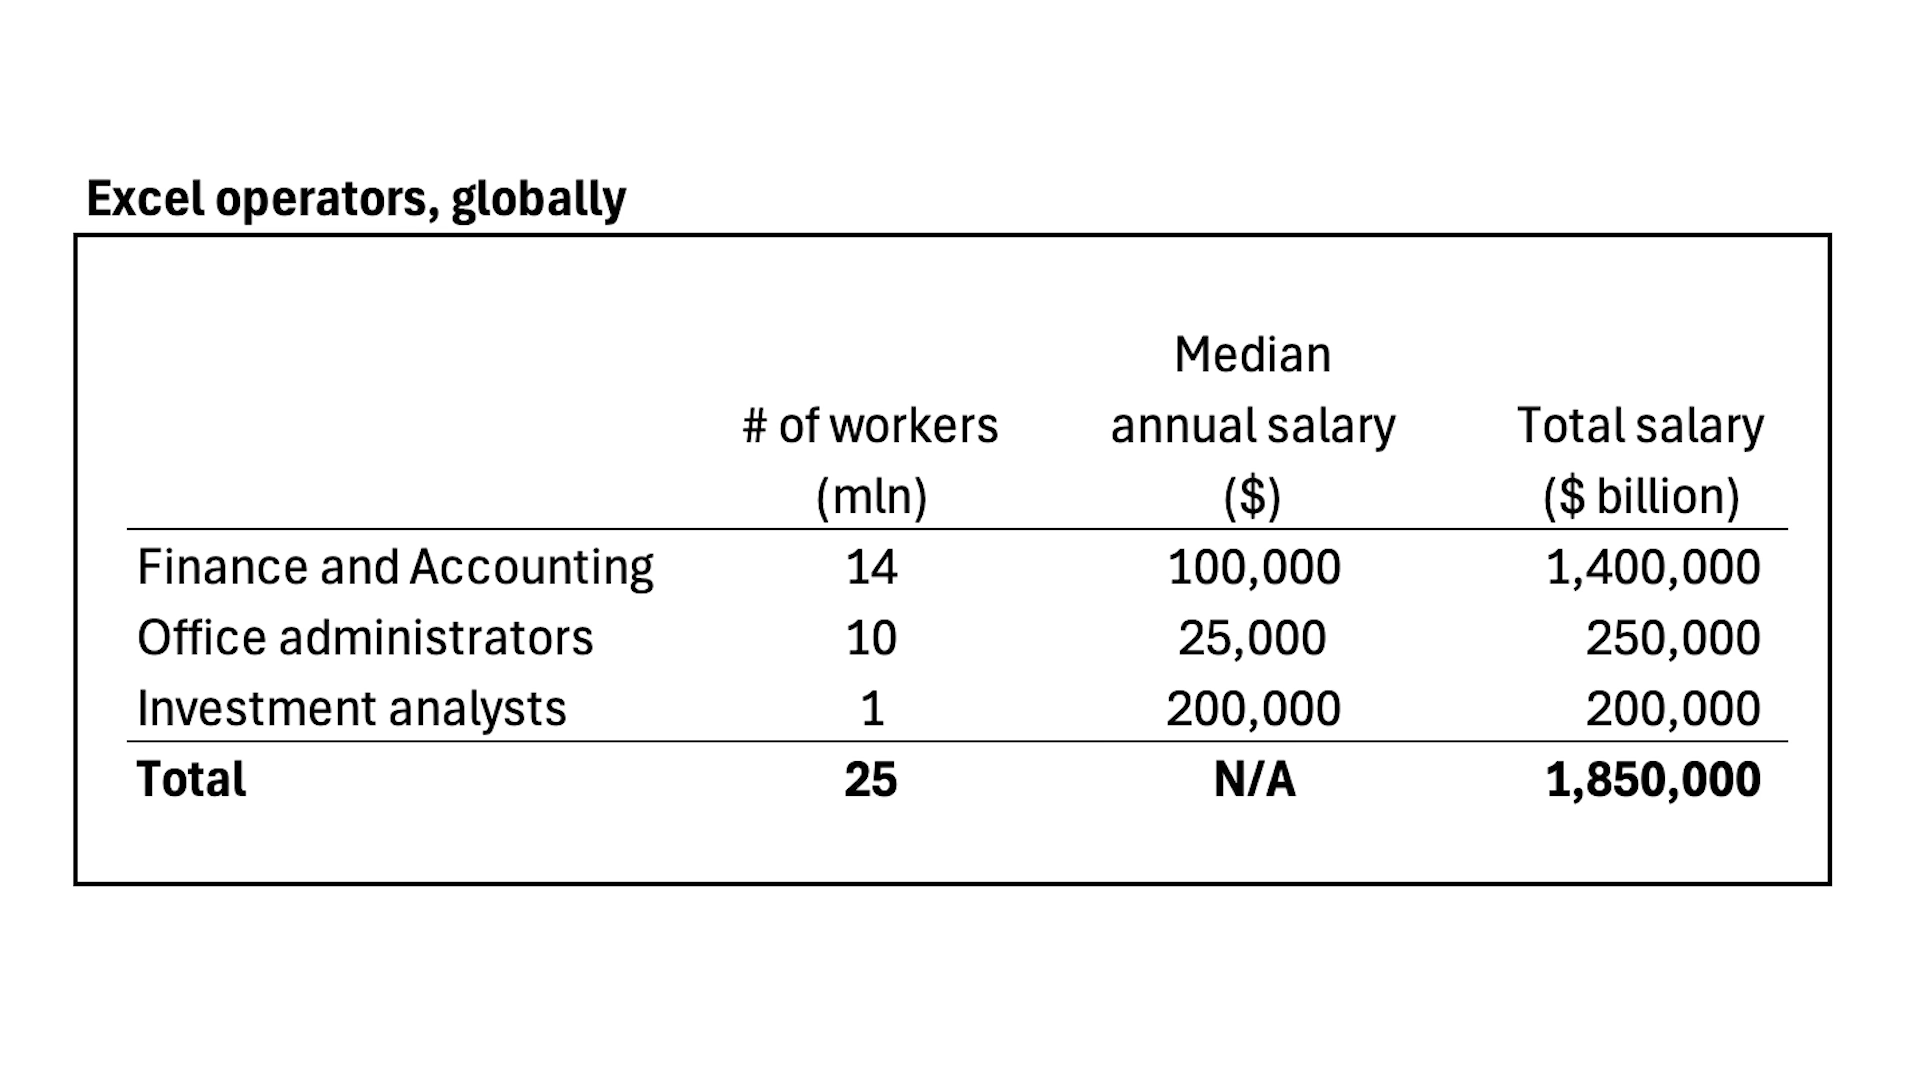 Excel operators, globally
Median
# of workers annual salary Total salary
(mln) ($) ($ billion)
Finance and Accounting 14 100,000 1,400,000
Office administrators 10 25,000 250,000
Investment analysts 1 200,000 200,000
Total 25 N/A 1,850,000